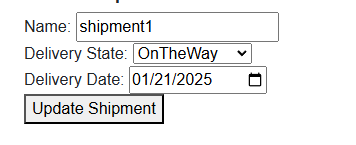 Name: shipment1
Delivery State: OnTheWay
Delivery Date: 01/21/2025
Update Shipment